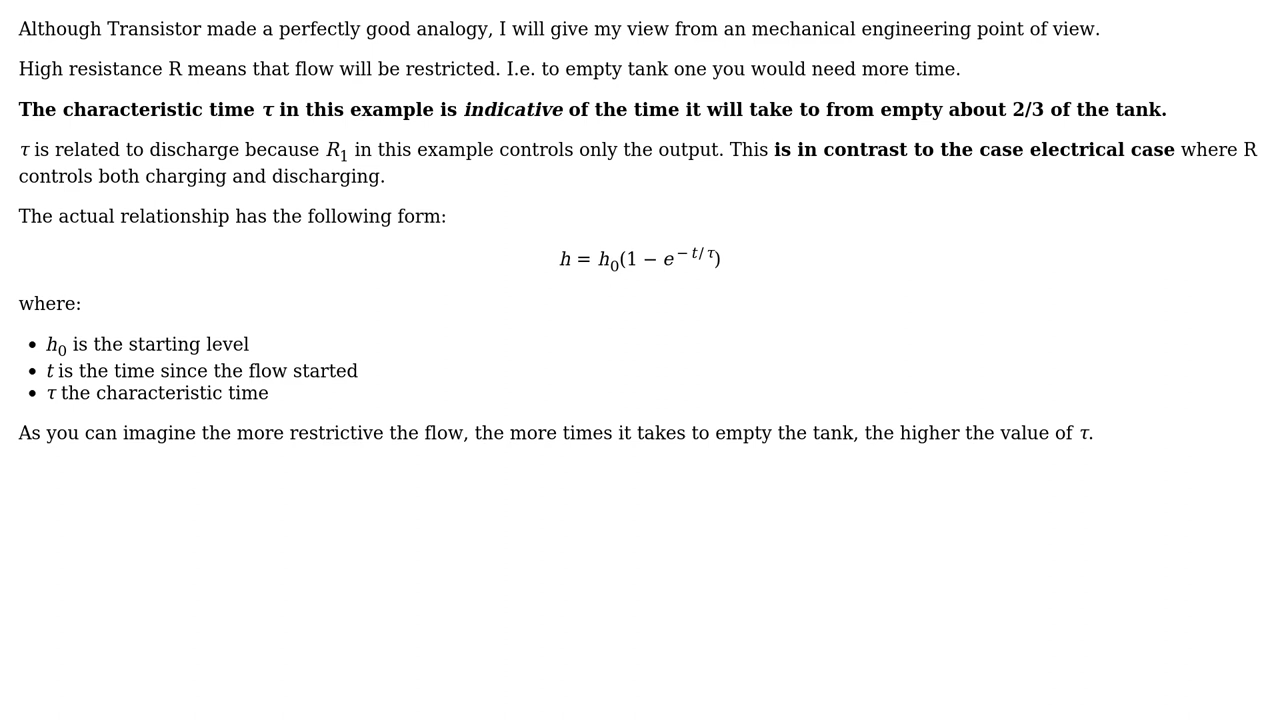 Although Transistor made a perfectly good analogy, I will give my view from an mechanical engineering point of view.
High resistance R means that flow will be restricted. I.e. to empty tank one you would need more time.
The characteristic time τ in this example is indicative of the time it will take to from empty about 2/3 of the tank.
τ is related to discharge because R₁ in this example controls only the output. This is in contrast to the case electrical case where R
controls both charging and discharging.
The actual relationship has the following form:
h = h₀(1 − e^{− t/τ})
where:
• h₀ is the starting level
• t is the time since the flow started
• τ the characteristic time
As you can imagine the more restrictive the flow, the more times it takes to empty the tank, the higher the value of τ.